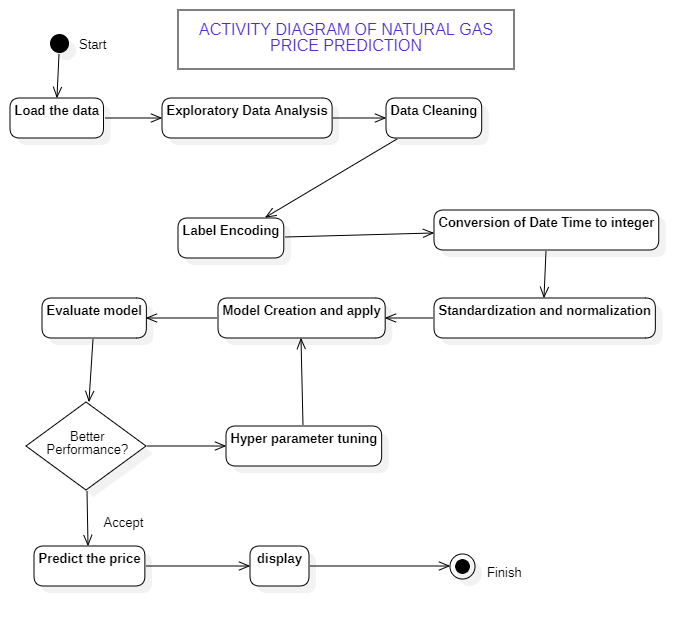 ACTIVITY DIAGRAM OF NATURAL GAS
PRICE PREDICTION
Start
Load the data
Exploratory Data Analysis
Data Cleaning
Label Encoding
Conversion of Date Time to integer
Evaluate model
Model Creation and apply
Standardization and normalization
Better
Performance?
Hyper parameter tuning
Accept
Predict the price
display
Finish